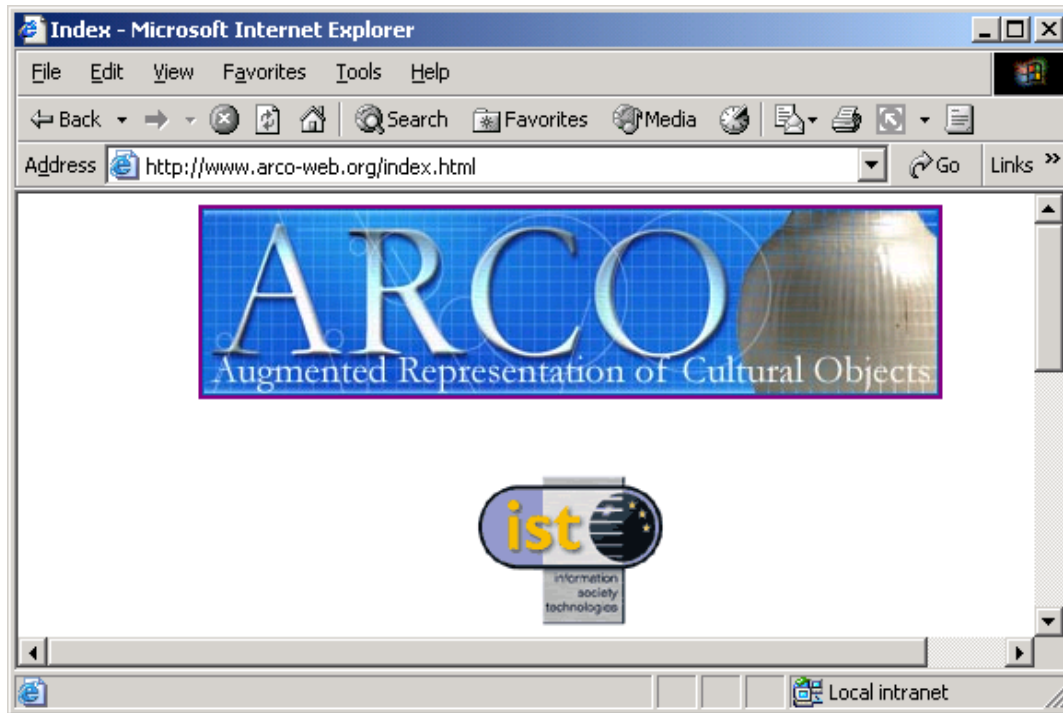 Index - Microsoft Internet Explorer
File Edit View Favorites Tools Help
Back Search Favorites Media
Address http://www.arco-web.org/index.html Go Links »
ARCO
Augmented Representation of Cultural Objects
ist
information
society
technologies
Local intranet